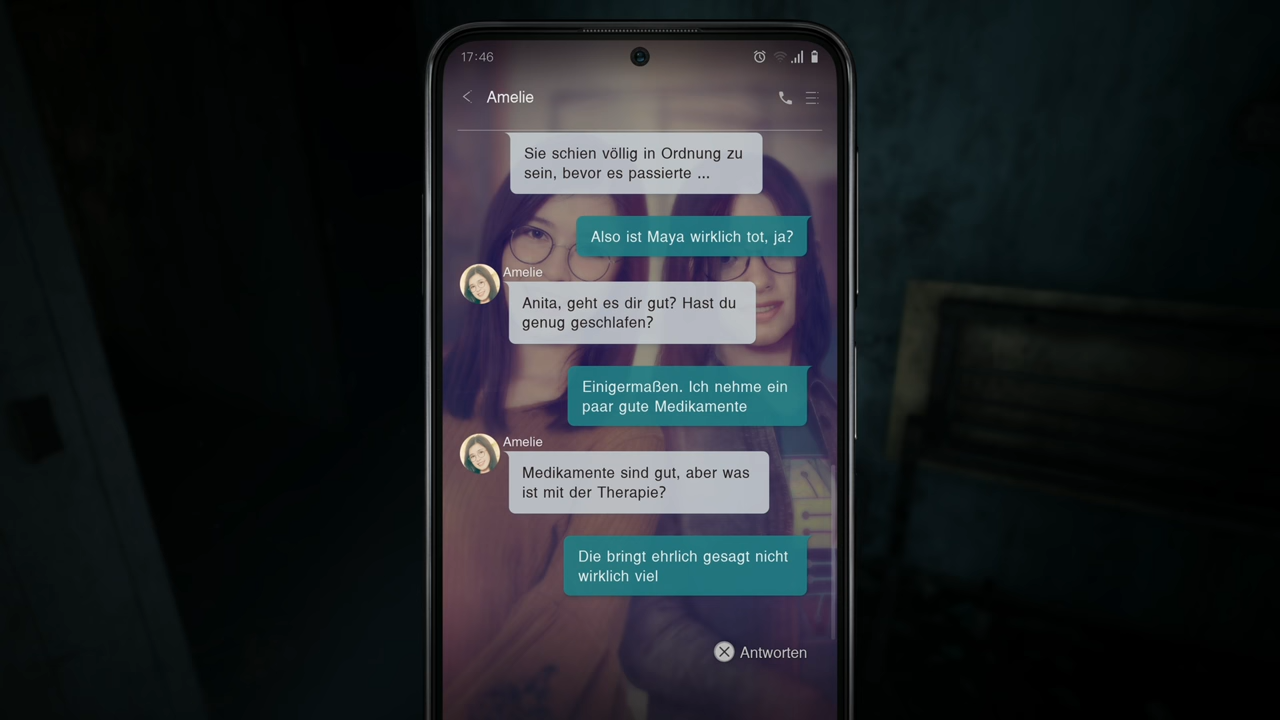 17:46
Amelie
Sie schien völlig in Ordnung zu
sein, bevor es passierte ...
Also ist Maya wirklich tot, ja?
Amelie
Anita, geht es dir gut? Hast du
genug geschlafen?
Einigermaßen. Ich nehme ein
paar gute Medikamente
Amelie
Medikamente sind gut, aber was
ist mit der Therapie?
Die bringt ehrlich gesagt nicht
wirklich viel
Antworten